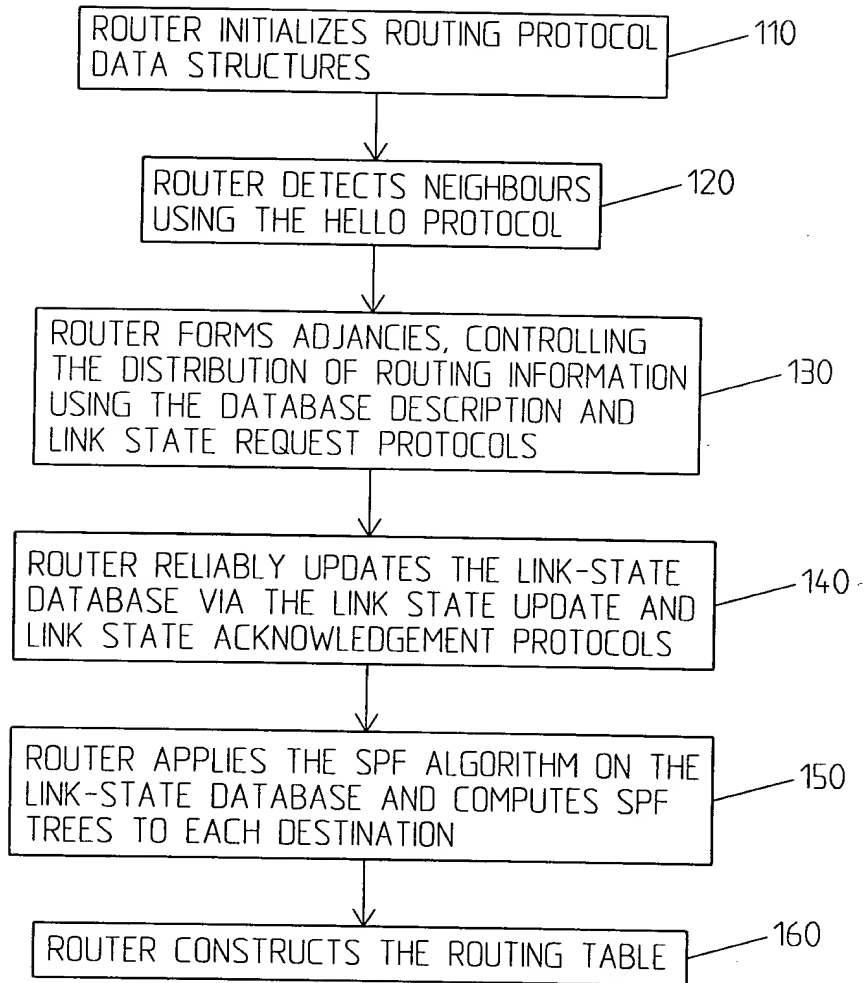 ROUTER INITIALIZES ROUTING PROTOCOL
DATA STRUCTURES
110
ROUTER DETECTS NEIGHBOURS
USING THE HELLO PROTOCOL
120
ROUTER FORMS ADJANCIES, CONTROLLING
THE DISTRIBUTION OF ROUTING INFORMATION
USING THE DATABASE DESCRIPTION AND
LINK STATE REQUEST PROTOCOLS
130
ROUTER RELIABLY UPDATES THE LINK-STATE
DATABASE VIA THE LINK STATE UPDATE AND
LINK STATE ACKNOWLEDGEMENT PROTOCOLS
140
ROUTER APPLIES THE SPF ALGORITHM ON THE
LINK-STATE DATABASE AND COMPUTES SPF
TREES TO EACH DESTINATION
150
ROUTER CONSTRUCTS THE ROUTING TABLE
160